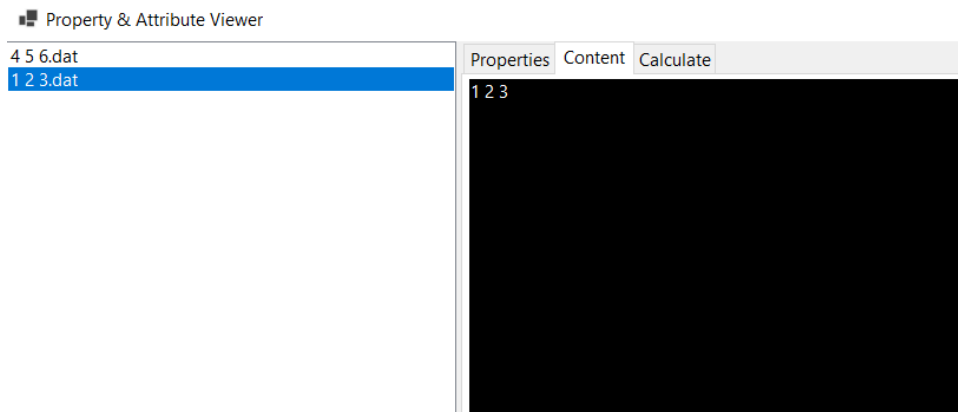 Property & Attribute Viewer
4 5 6.dat
1 2 3.dat
Properties Content Calculate
1 2 3